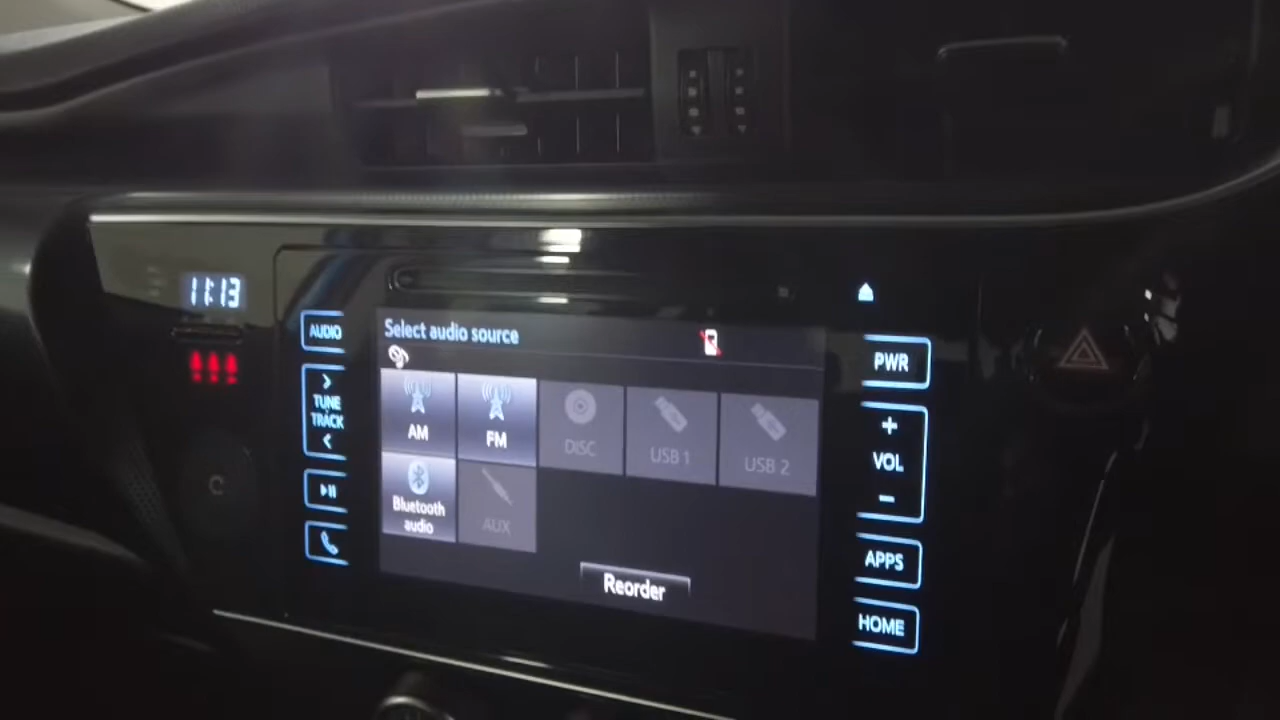 11:13
AUDIO
TUNE
TRACK
Select audio source
AM
FM
DISC
USB 1
USB 2
Bluetooth
audio
AUX
Reorder
PWR
+
VOL
-
APPS
HOME